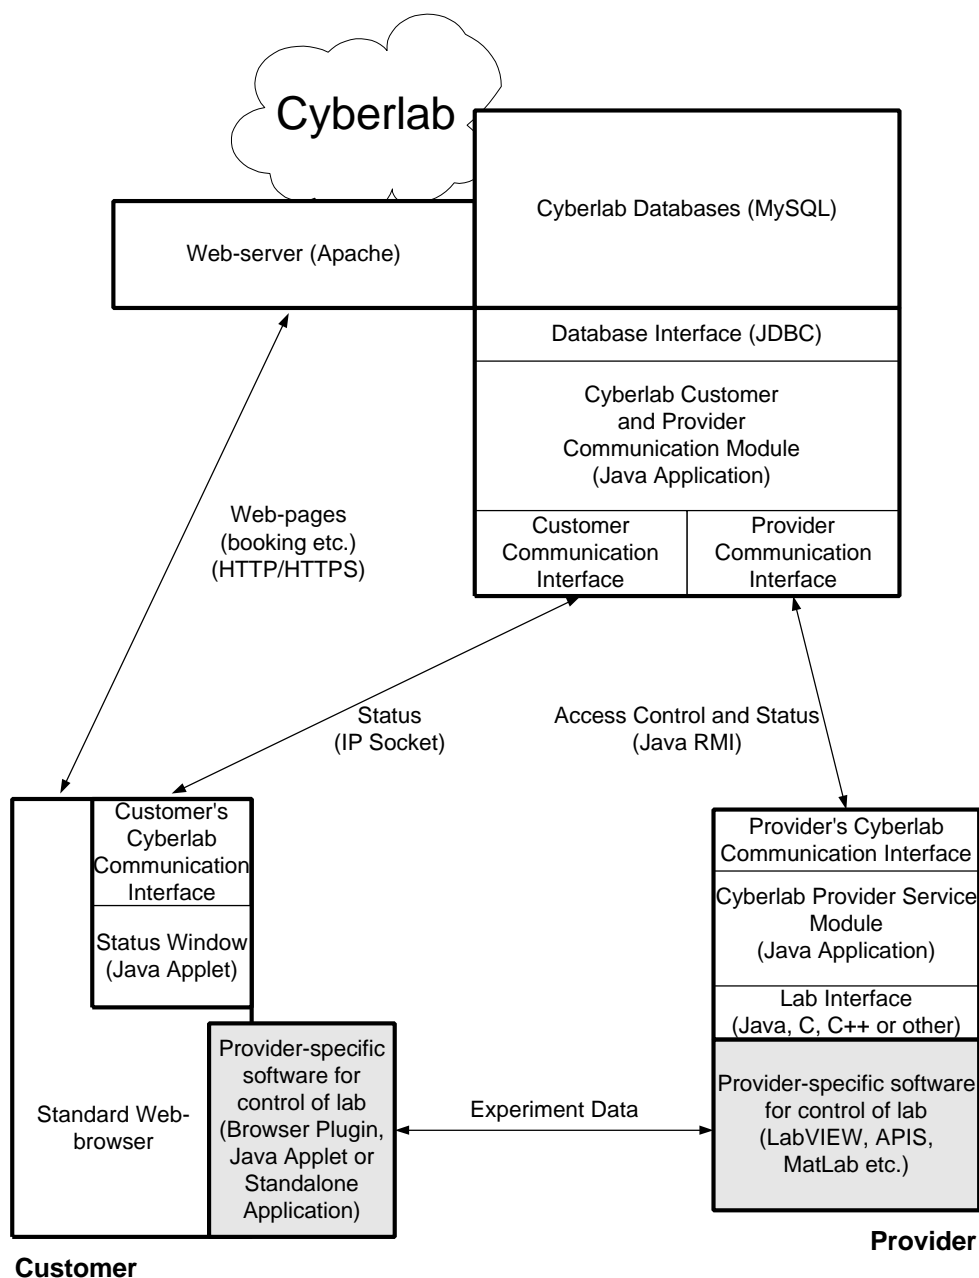 Cyberlab
Cyberlab Databases (MySQL)
Web-server (Apache)
Database Interface (JDBC)
Cyberlab Customer
and Provider
Communication Module
(Java Application)
Customer
Communication
Interface
Provider
Communication
Interface
Web-pages
(booking etc.)
(HTTP/HTTPS)
Status
(IP Socket)
Access Control and Status
(Java RMI)
Customer's
Cyberlab
Communication
Interface
Status Window
(Java Applet)
Standard Web-
browser
Provider-specific
software for
control of lab
(Browser Plugin,
Java Applet or
Standalone
Application)
Experiment Data
Provider's Cyberlab
Communication Interface
Cyberlab Provider Service
Module
(Java Application)
Lab Interface
(Java, C, C++ or other)
Provider-specific software
for control of lab
(LabVIEW, APIS,
MatLab etc.)
Provider
Customer